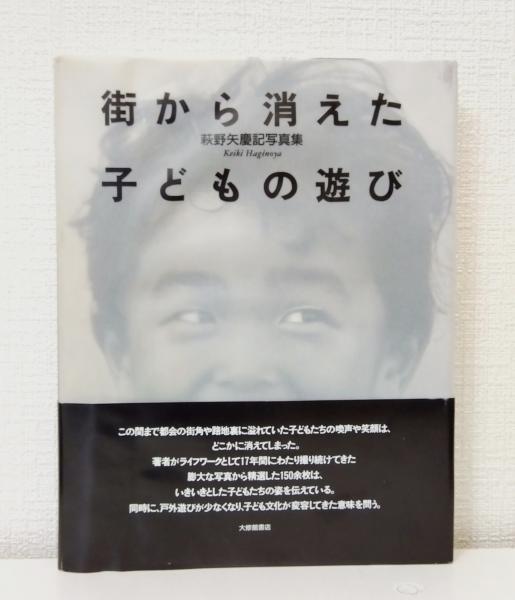 街から消えた
萩野矢慶記写真集
Keiki Haginoya
子どもの遊び
この間まで都会の街角や路地裏に溢れていた子どもたちの喚声や笑顔は、
どこかに消えてしまった。
著者がライフワークとして17年間にわたり撮り続けてきた
膨大な写真から精選した150余枚は、
いきいきとした子どもたちの姿を伝えている。
同時に、戸外遊びが少なくなり、子ども文化が変容してきた意味を問う。
大修館書店